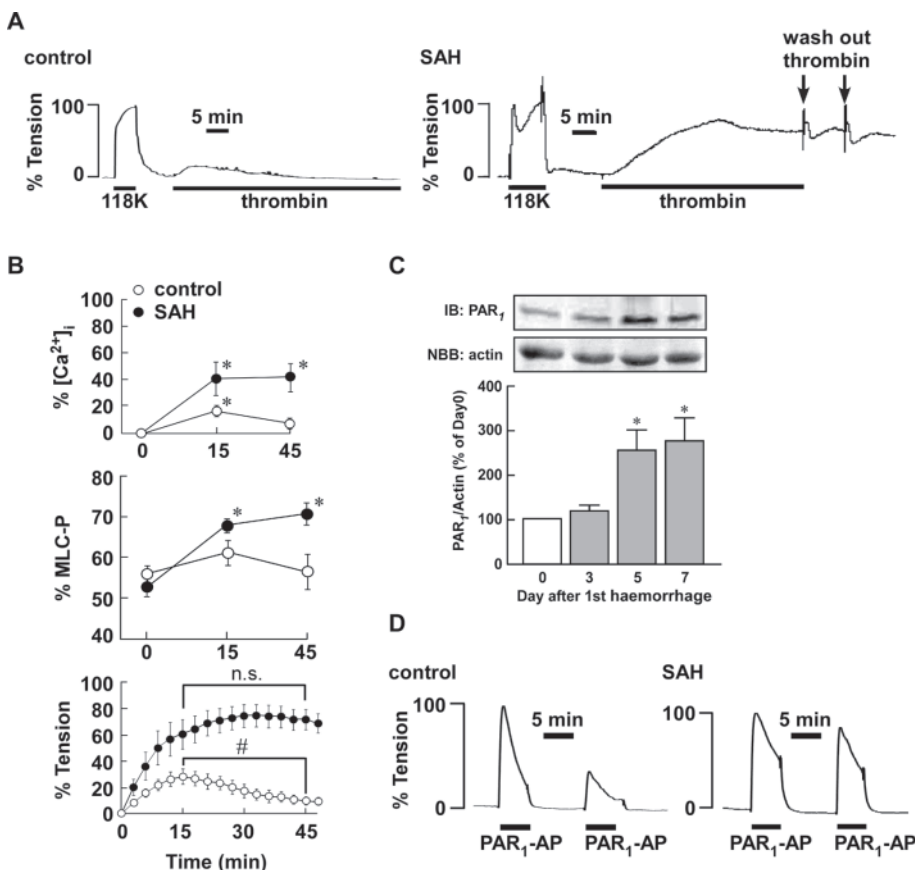 A
control
100
% Tension
0
5 min
118K
thrombin
SAH
wash out
thrombin
100
% Tension
0
5 min
118K
thrombin
B
control
SAH
100
80
60
40
20
0
% [Ca²⁺]i
*
*
*
0 15 45
80
70
60
50
40
% MLC-P
*
*
0 15 45
n.s.
#
100
80
60
40
20
0
% Tension
0 15 30 45
Time (min)
C
IB: PAR1
NBB: actin
400
300
200
100
0
PAR1/Actin (% of Day0)
*
*
0 3 5 7
Day after 1st haemorrhage
D
control
100
% Tension
0
5 min
PAR1-AP PAR1-AP
SAH
100
0
5 min
PAR1-AP PAR1-AP